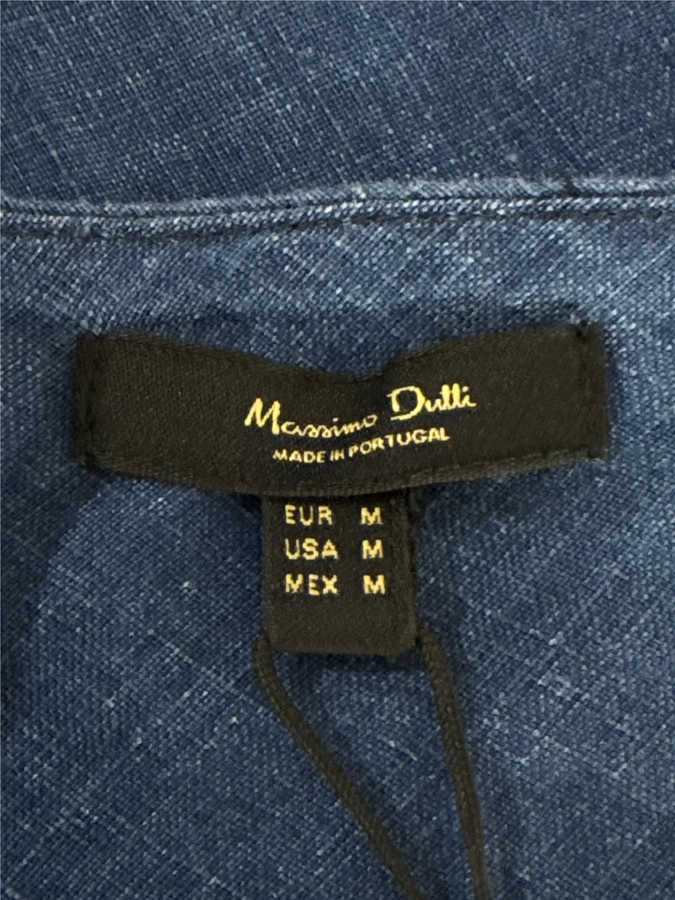 Massimo Dutti
MADE IN PORTUGAL
EUR M
USA M
MEX M